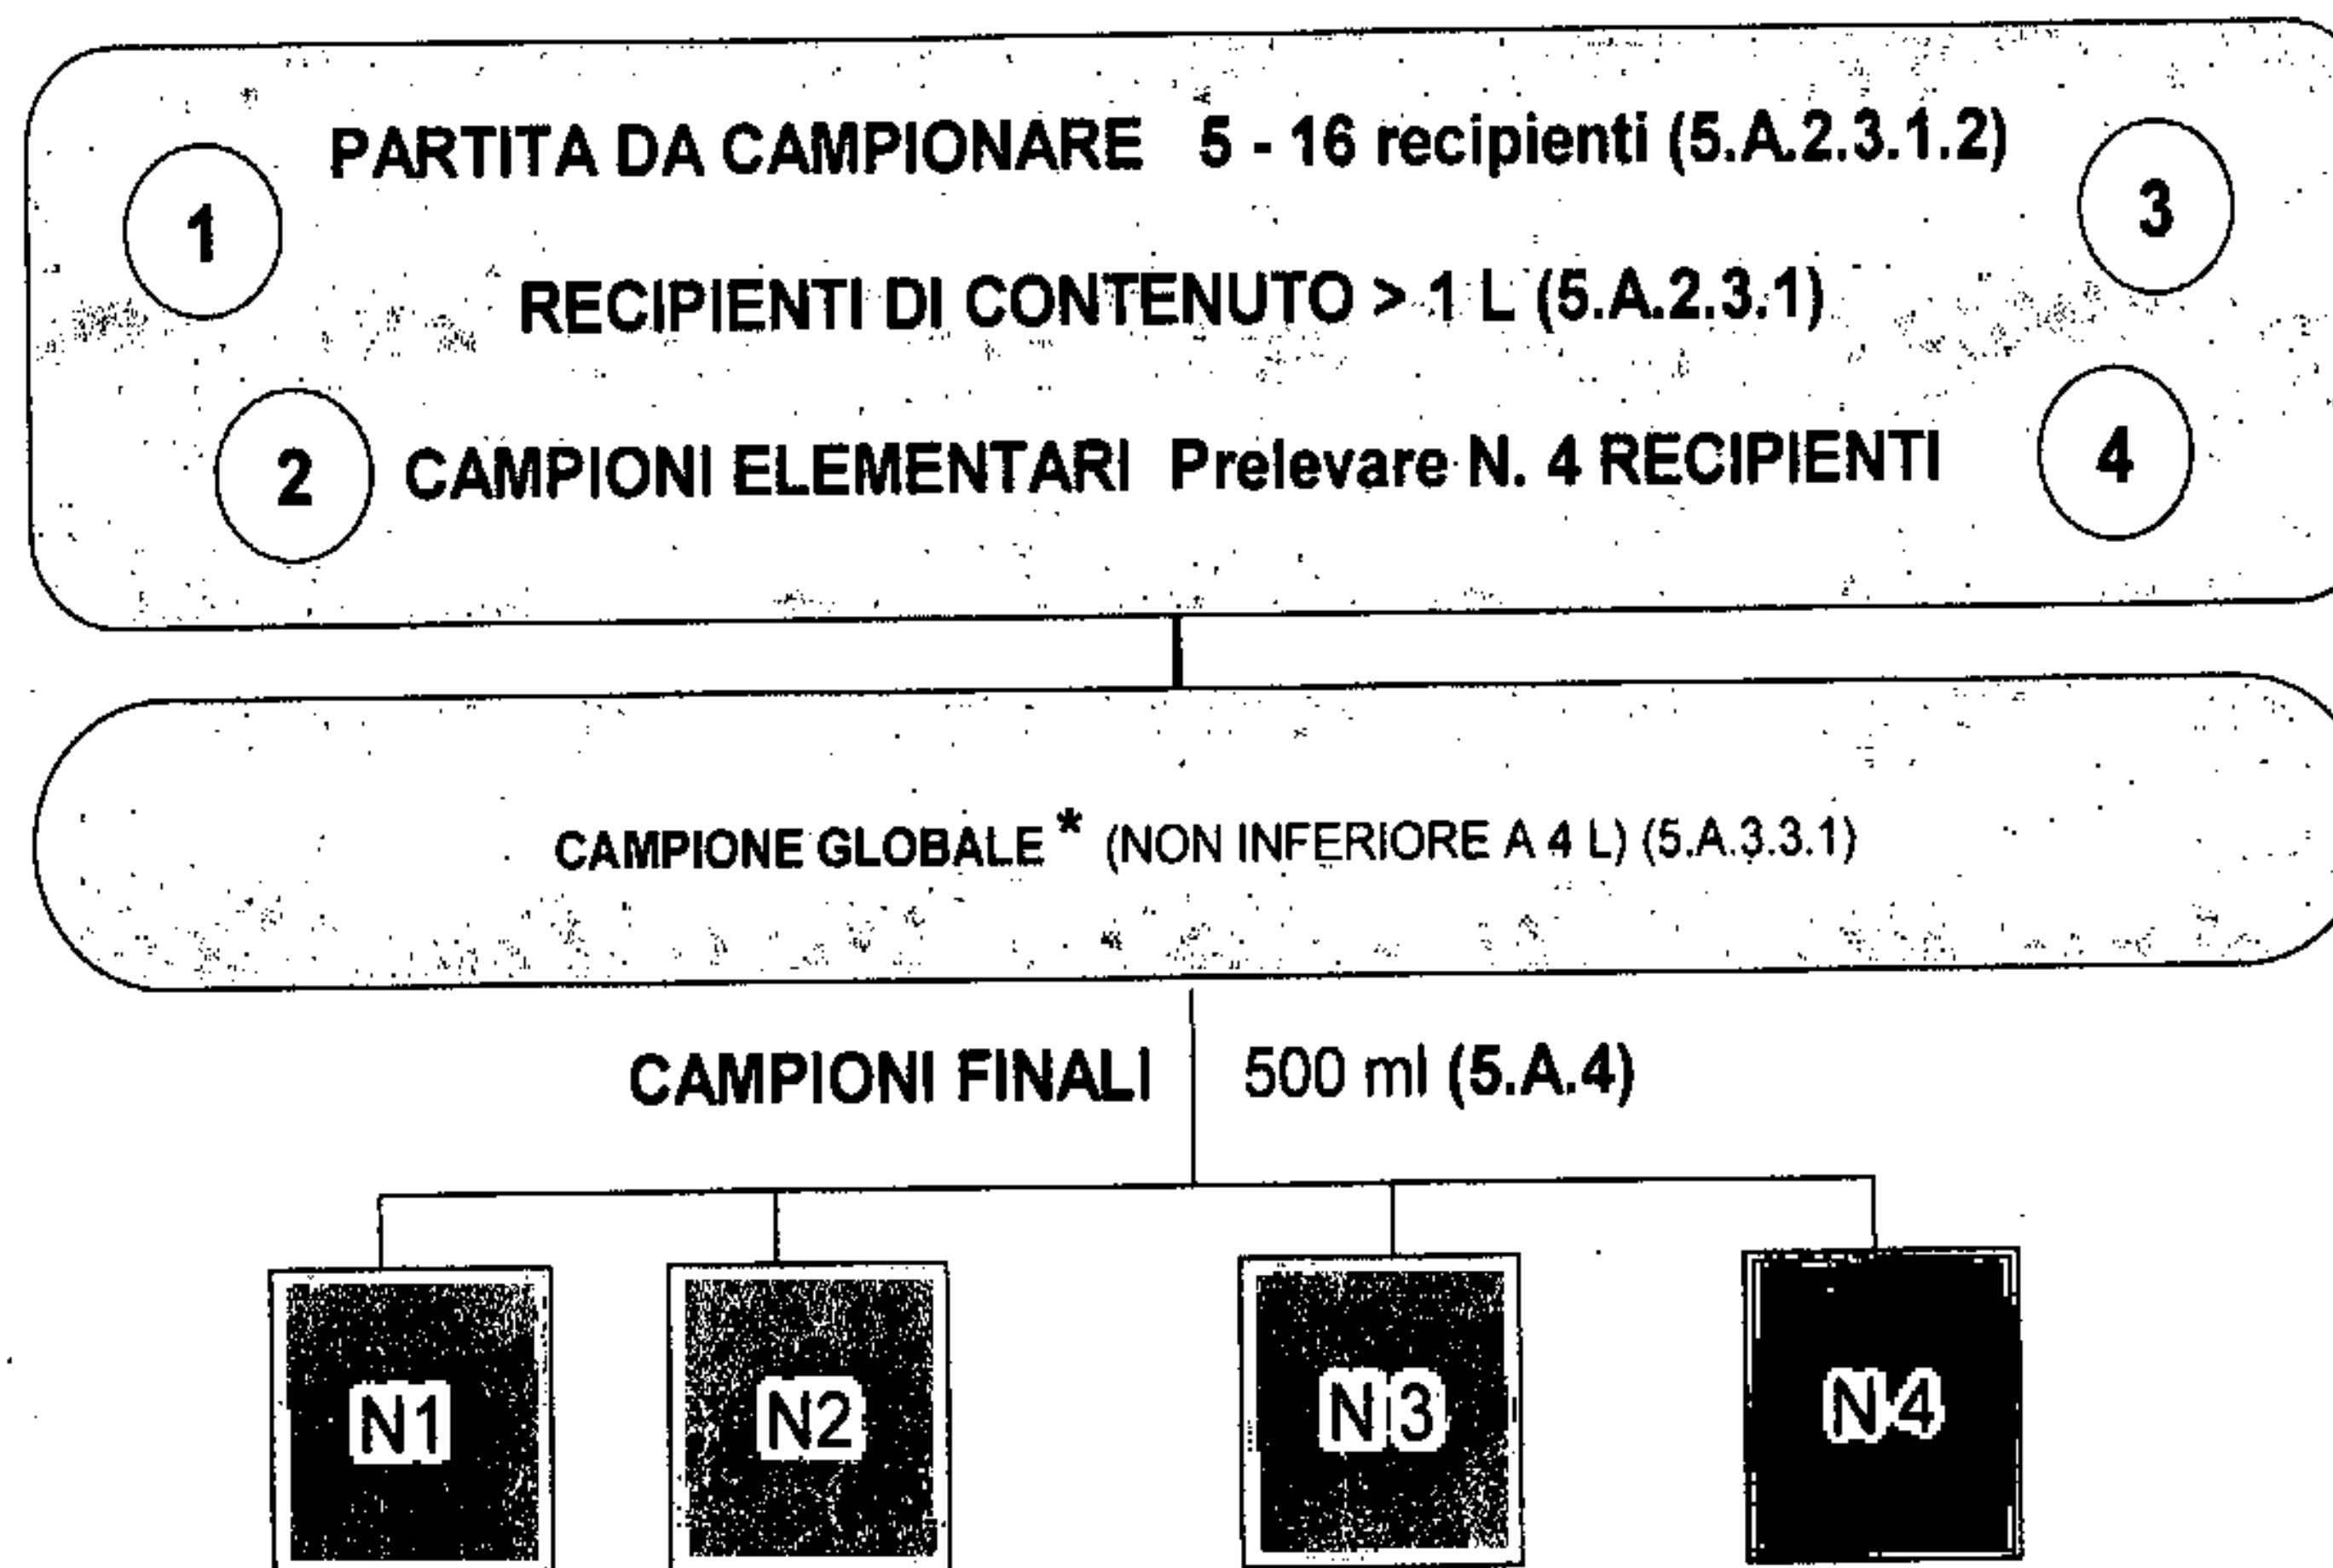 PARTITA DA CAMPIONARE 5 - 16 recipienti (5.A.2.3.1.2)
1
3
RECIPIENTI DI CONTENUTO > 1 L (5.A.2.3.1)
2
CAMPIONI ELEMENTARI Prelevare N. 4 RECIPIENTI
4
CAMPIONE GLOBALE * (NON INFERIORE A 4 L) (5.A.3.3.1)
CAMPIONI FINALI 500 ml (5.A.4)
N1
N2
N 3
N 4